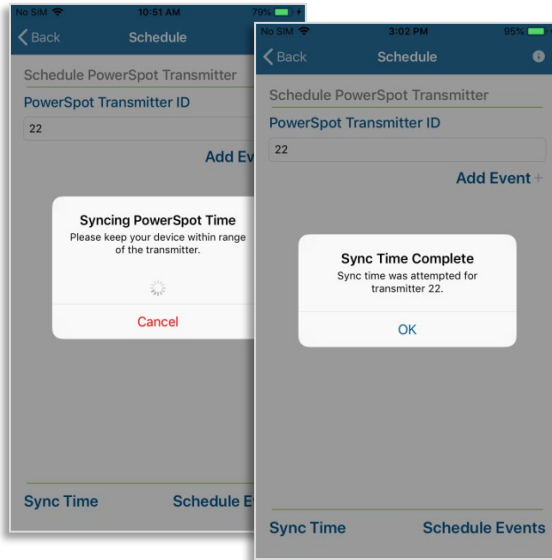 No SIM 10:51 AM 79%
Back Schedule
Schedule PowerSpot Transmitter
PowerSpot Transmitter ID
22
Add Ev
Syncing PowerSpot Time
Please keep your device within range
of the transmitter.
Cancel
Sync Time Schedule E
No SIM 3:02 PM 95%
Back Schedule
Schedule PowerSpot Transmitter
PowerSpot Transmitter ID
22
Add Event +
Sync Time Complete
Sync time was attempted for
transmitter 22.
OK
Sync Time Schedule Events